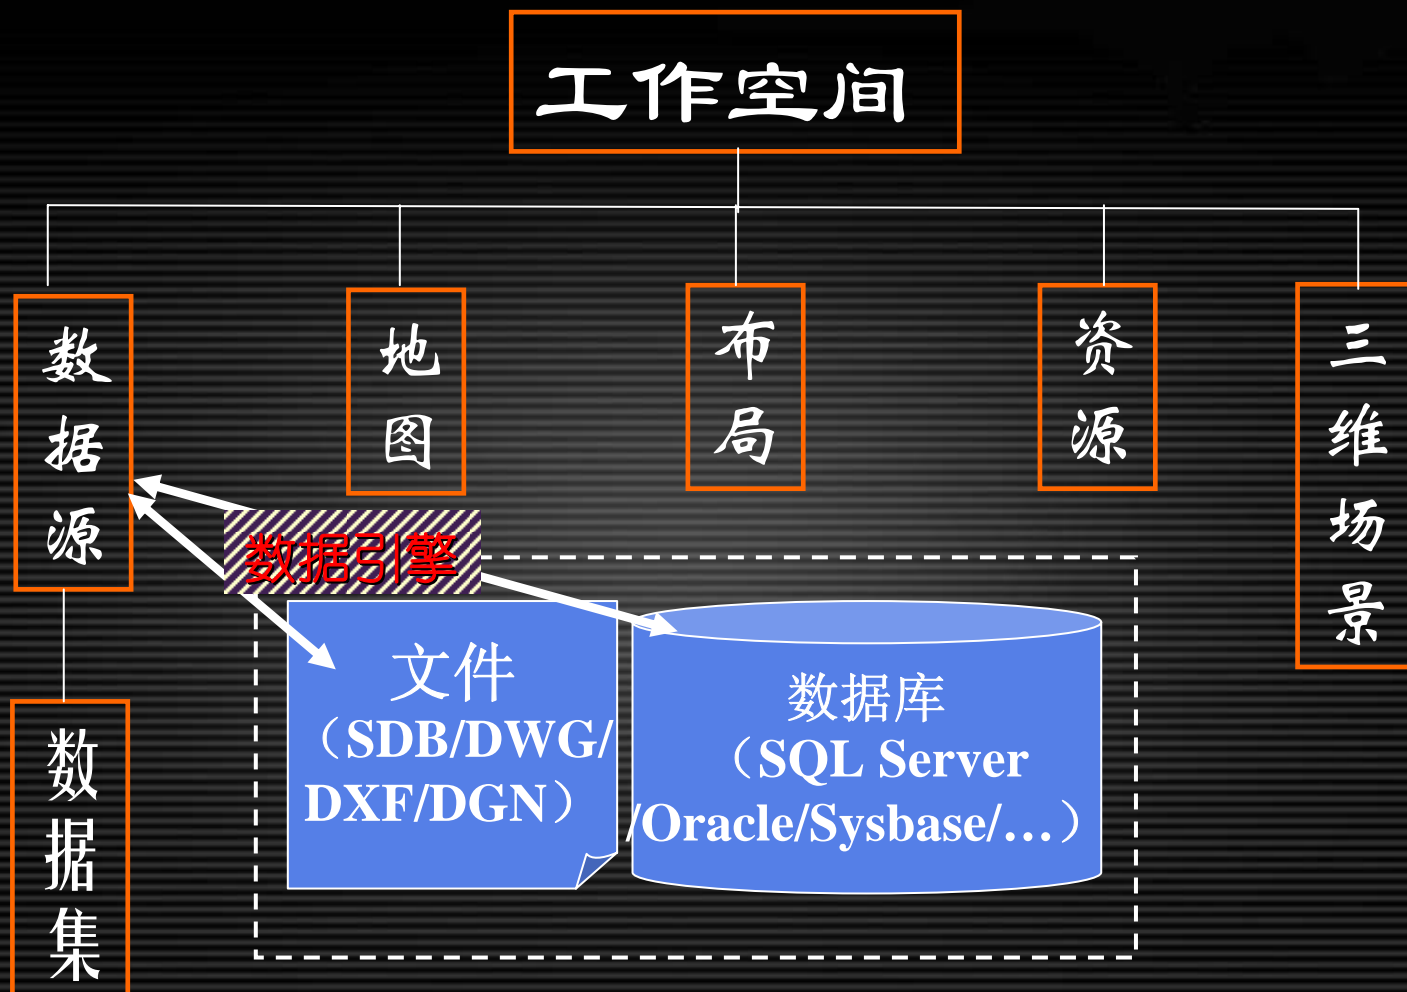 工作空间
数据源
地图
布局
资源
三维场景
数据引擎
文件
（SDB/DWG/
DXF/DGN）
数据库
（SQL Server
/Oracle/Sysbase/…）
数据集